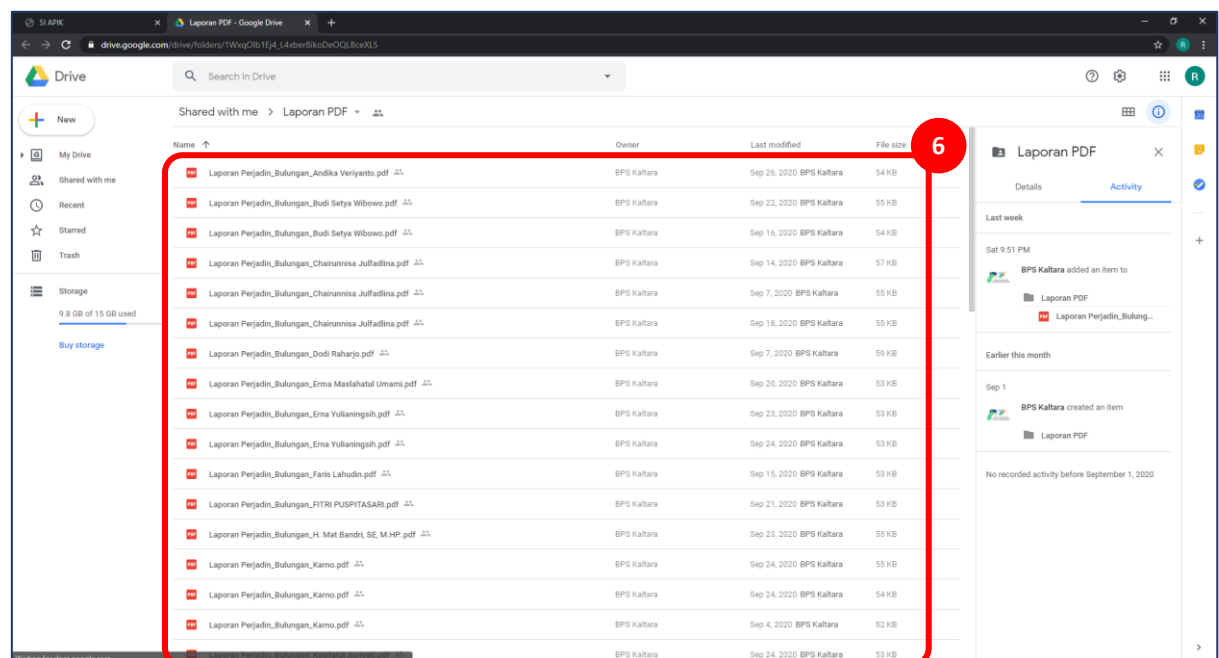 SI APIK
Laporan PDF - Google Drive
drive.google.com/drive/folders/1WxqOlb1Ej4_L4xber8ikoDeOQLBceXL5
R
Drive
Search in Drive
R
New
Shared with me > Laporan PDF
My Drive
Shared with me
Recent
Starred
Trash
Storage
9.8 GB of 15 GB used
Buy storage
Name Owner Last modified File size
6
Laporan Perjadin_Bulungan_Andika Veriyanto.pdf BPS Kaltara Sep 26, 2020 BPS Kaltara 54 KB
Laporan Perjadin_Bulungan_Budi Setya Wibowo.pdf BPS Kaltara Sep 22, 2020 BPS Kaltara 55 KB
Laporan Perjadin_Bulungan_Budi Setya Wibowo.pdf BPS Kaltara Sep 16, 2020 BPS Kaltara 54 KB
Laporan Perjadin_Bulungan_Chairunnisa Julfadlina.pdf BPS Kaltara Sep 14, 2020 BPS Kaltara 57 KB
Laporan Perjadin_Bulungan_Chairunnisa Julfadlina.pdf BPS Kaltara Sep 7, 2020 BPS Kaltara 55 KB
Laporan Perjadin_Bulungan_Chairunnisa Julfadlina.pdf BPS Kaltara Sep 18, 2020 BPS Kaltara 55 KB
Laporan Perjadin_Bulungan_Dodi Raharjo.pdf BPS Kaltara Sep 7, 2020 BPS Kaltara 59 KB
Laporan Perjadin_Bulungan_Erma Maslahatul Umami.pdf BPS Kaltara Sep 20, 2020 BPS Kaltara 53 KB
Laporan Perjadin_Bulungan_Erna Yulianingsih.pdf BPS Kaltara Sep 23, 2020 BPS Kaltara 53 KB
Laporan Perjadin_Bulungan_Erna Yulianingsih.pdf BPS Kaltara Sep 24, 2020 BPS Kaltara 53 KB
Laporan Perjadin_Bulungan_Faris Lahudin.pdf BPS Kaltara Sep 15, 2020 BPS Kaltara 53 KB
Laporan Perjadin_Bulungan_FITRI PUSPITASARI.pdf BPS Kaltara Sep 21, 2020 BPS Kaltara 53 KB
Laporan Perjadin_Bulungan_H. Mat Bandri, SE, M.HP..pdf BPS Kaltara Sep 23, 2020 BPS Kaltara 55 KB
Laporan Perjadin_Bulungan_Karno.pdf BPS Kaltara Sep 24, 2020 BPS Kaltara 55 KB
Laporan Perjadin_Bulungan_Karno.pdf BPS Kaltara Sep 24, 2020 BPS Kaltara 54 KB
Laporan Perjadin_Bulungan_Karno.pdf BPS Kaltara Sep 4, 2020 BPS Kaltara 52 KB
BPS Kaltara Sep 24, 2020 BPS Kaltara 53 KB
Laporan PDF
Details Activity
Last week
Sat 9:51 PM
BPS Kaltara added an item to
Laporan PDF
Laporan Perjadin_Bulung...
Earlier this month
Sep 1
BPS Kaltara created an item
Laporan PDF
No recorded activity before September 1, 2020